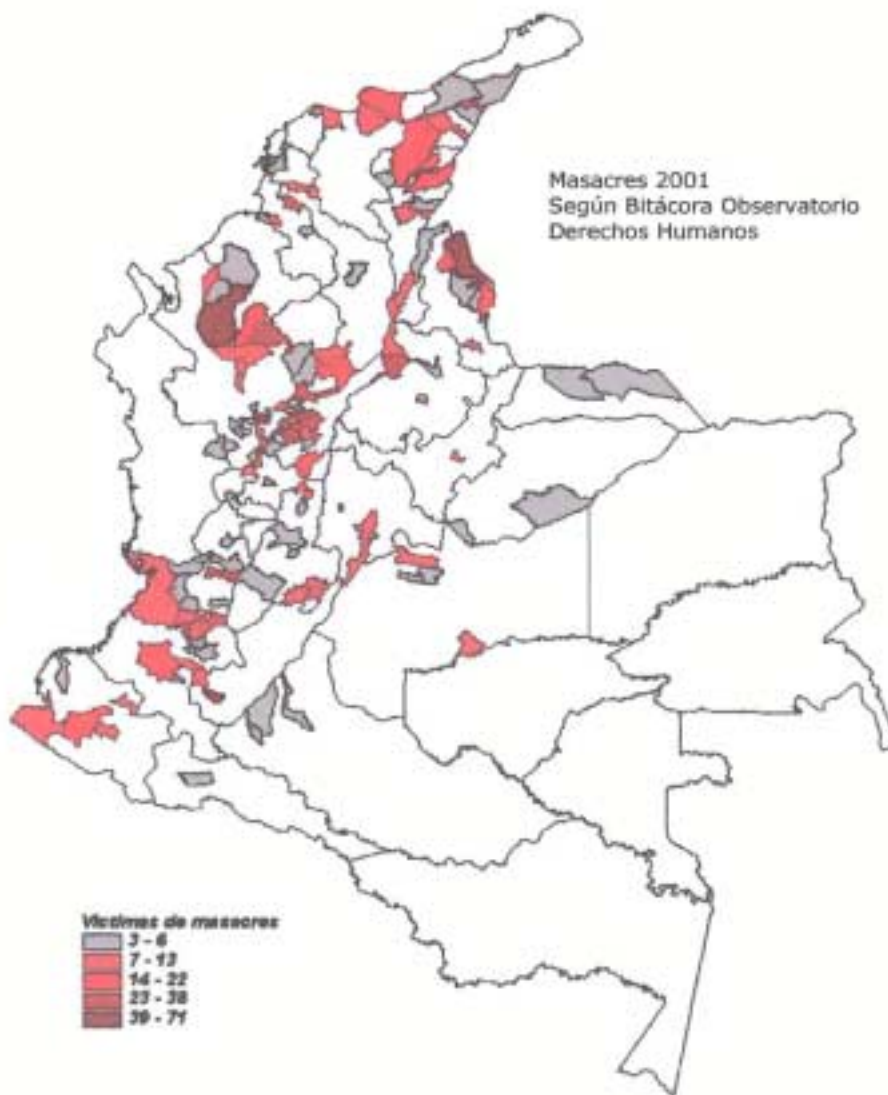 Masacres 2001
Según Bitácora Observatorio
Derechos Humanos
Victimas de masacres
3 - 6
7 - 13
14 - 22
23 - 38
39 - 71